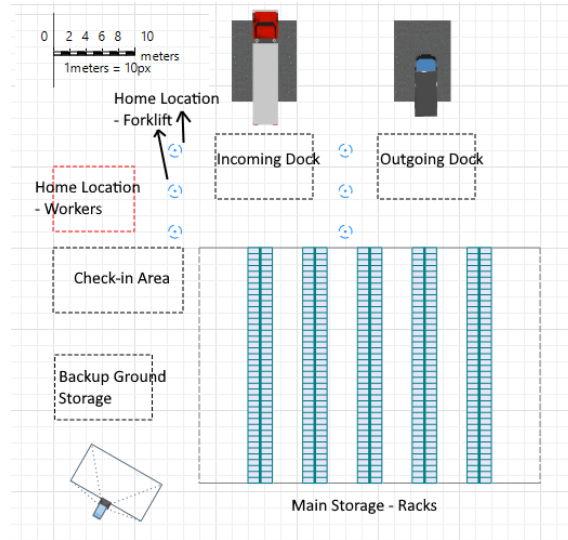 0 2 4 6 8 10
meters
1meters = 10px
Home Location
- Forklift
Incoming Dock
Outgoing Dock
Home Location
- Workers
Check-in Area
Backup Ground
Storage
Main Storage - Racks